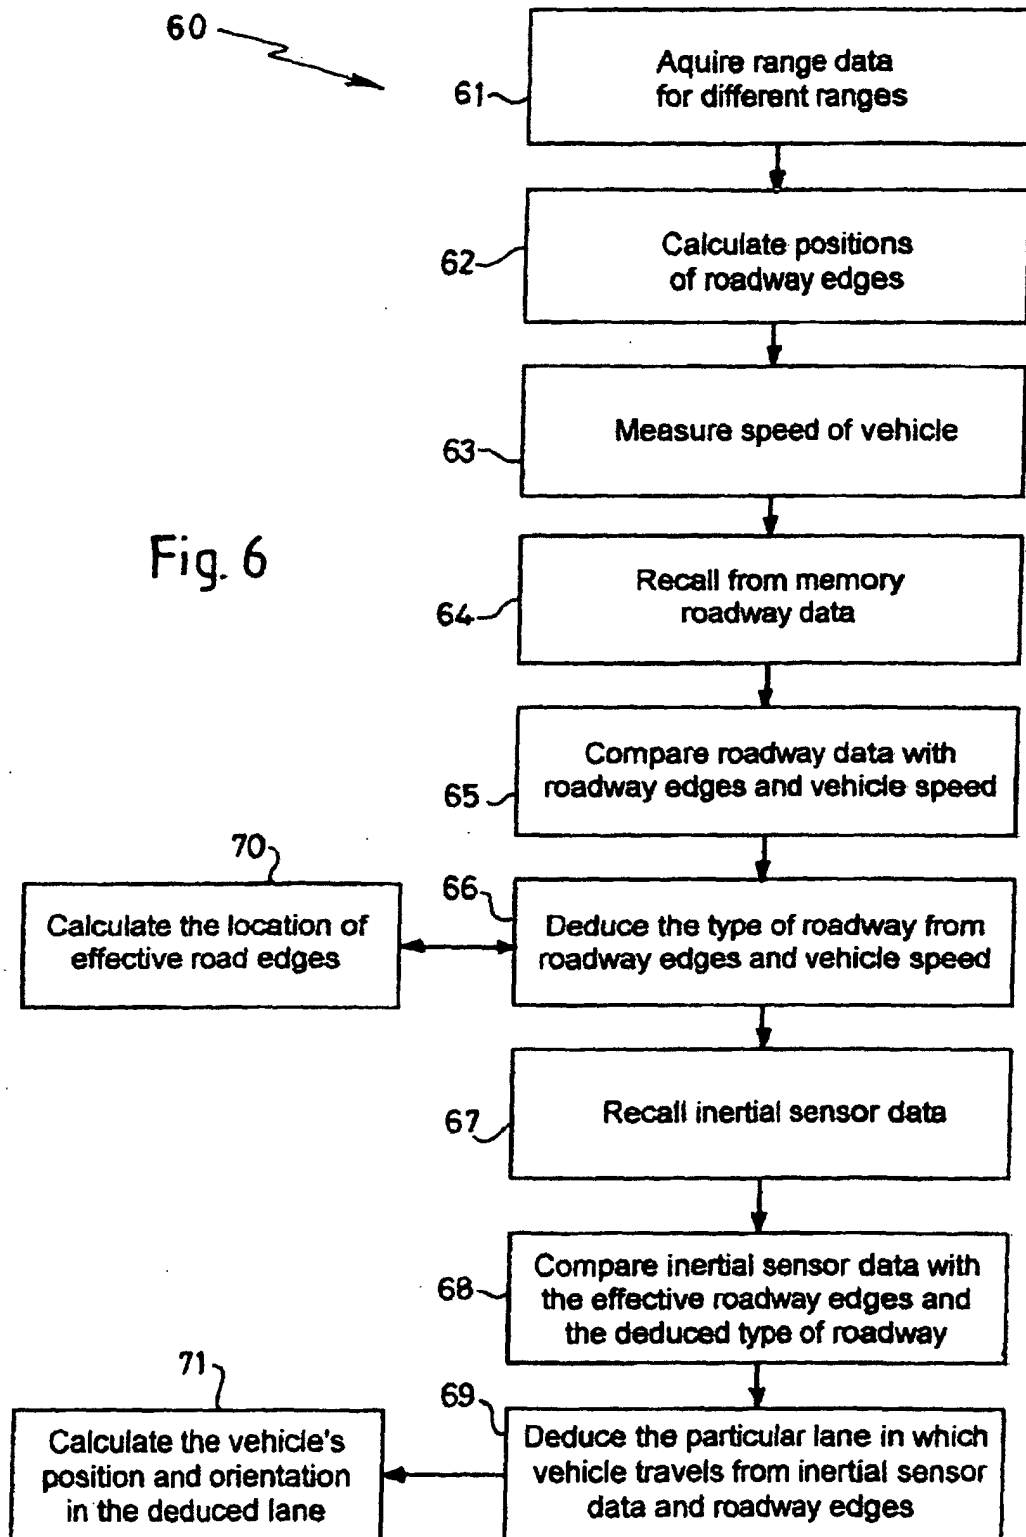 60
61
Aquire range data
for different ranges
62
Calculate positions
of roadway edges
63
Measure speed of vehicle
Fig. 6
64
Recall from memory
roadway data
65
Compare roadway data with
roadway edges and vehicle speed
70
Calculate the location of
effective road edges
66
Deduce the type of roadway from
roadway edges and vehicle speed
67
Recall inertial sensor data
68
Compare inertial sensor data with
the effective roadway edges and
the deduced type of roadway
71
Calculate the vehicle's
position and orientation
in the deduced lane
69
Deduce the particular lane in which
vehicle travels from inertial sensor
data and roadway edges